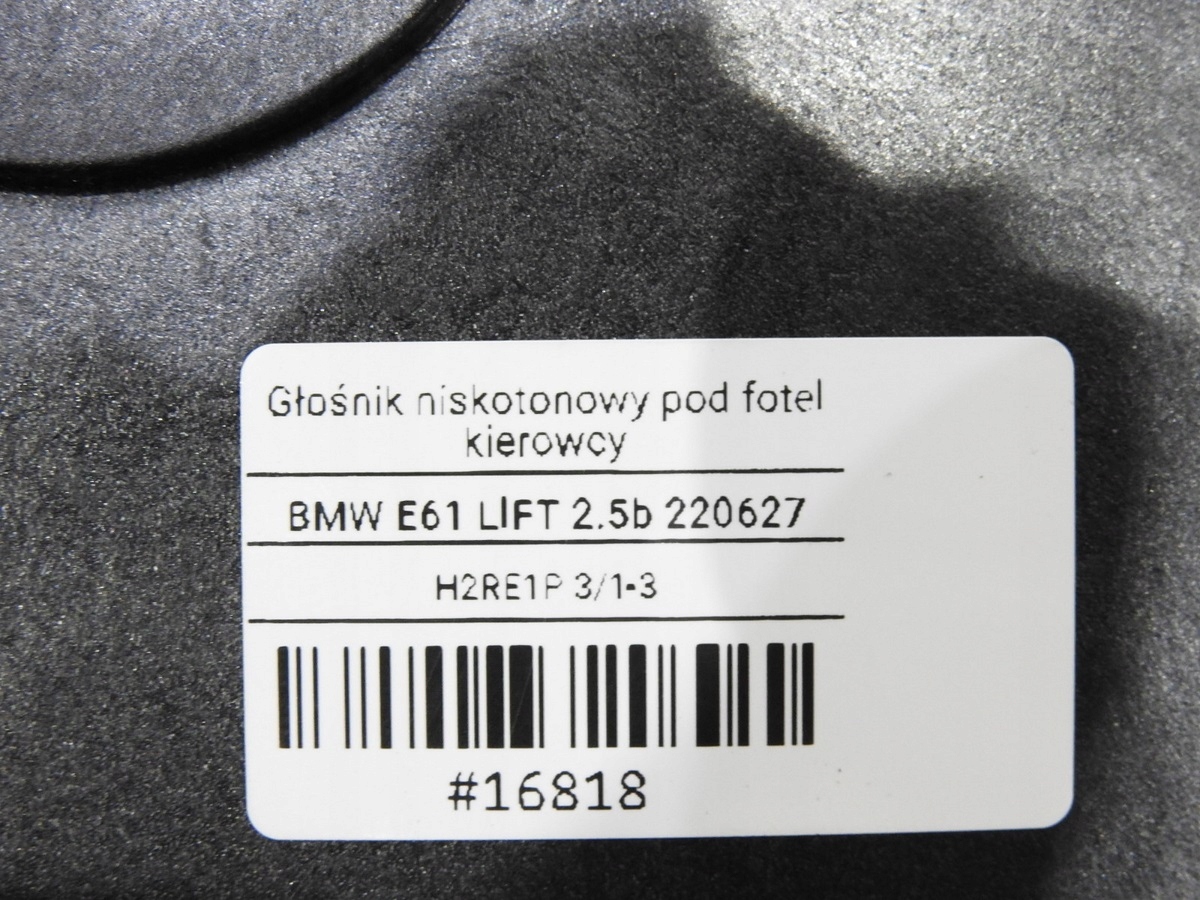 Głośnik niskotonowy pod fotel
kierowcy
BMW E61 LIFT 2.5b 220627
H2RE1P 3/1-3
#16818